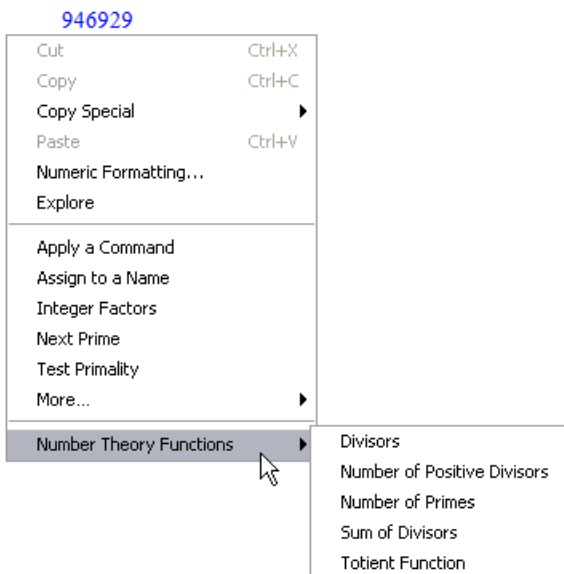 946929
Cut Ctrl+X
Copy Ctrl+C
Copy Special
Paste Ctrl+V
Numeric Formatting...
Explore
Apply a Command
Assign to a Name
Integer Factors
Next Prime
Test Primality
More...
Number Theory Functions
Divisors
Number of Positive Divisors
Number of Primes
Sum of Divisors
Totient Function